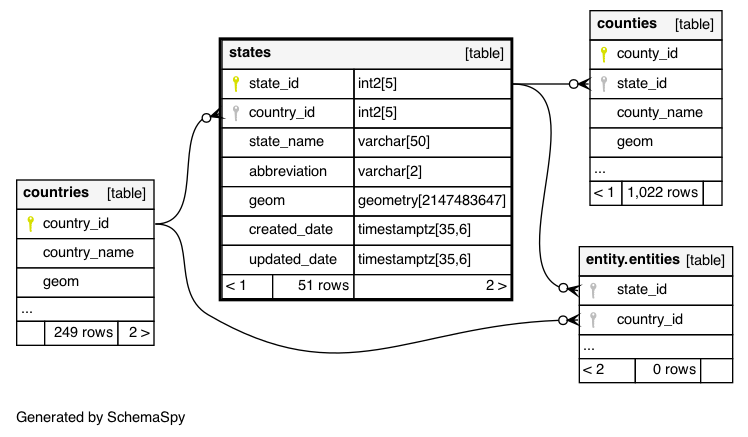 countries [table]
country_id
country_name
geom
...
249 rows 2 >
states [table]
state_id int2[5]
country_id int2[5]
state_name varchar[50]
abbreviation varchar[2]
geom geometry[2147483647]
created_date timestamptz[35,6]
updated_date timestamptz[35,6]
< 1 51 rows 2 >
counties [table]
county_id
state_id
county_name
geom
...
< 1 1,022 rows
entity.entities [table]
state_id
country_id
...
< 2 0 rows
Generated by SchemaSpy